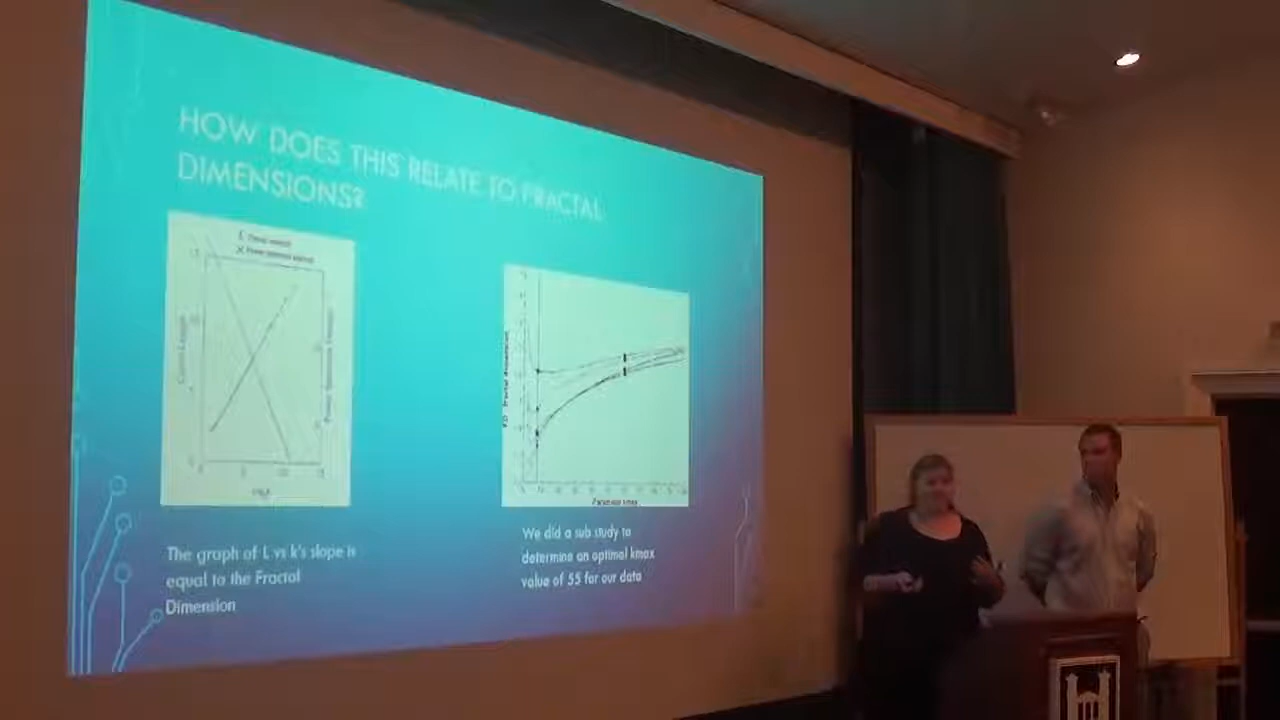 HOW DOES THIS RELATE TO FRACTAL
DIMENSIONS?
The graph of L vs k's slope is
equal to the Fractal
Dimension
We did a sub study to
determine an optimal kmax
value of 55 for our data